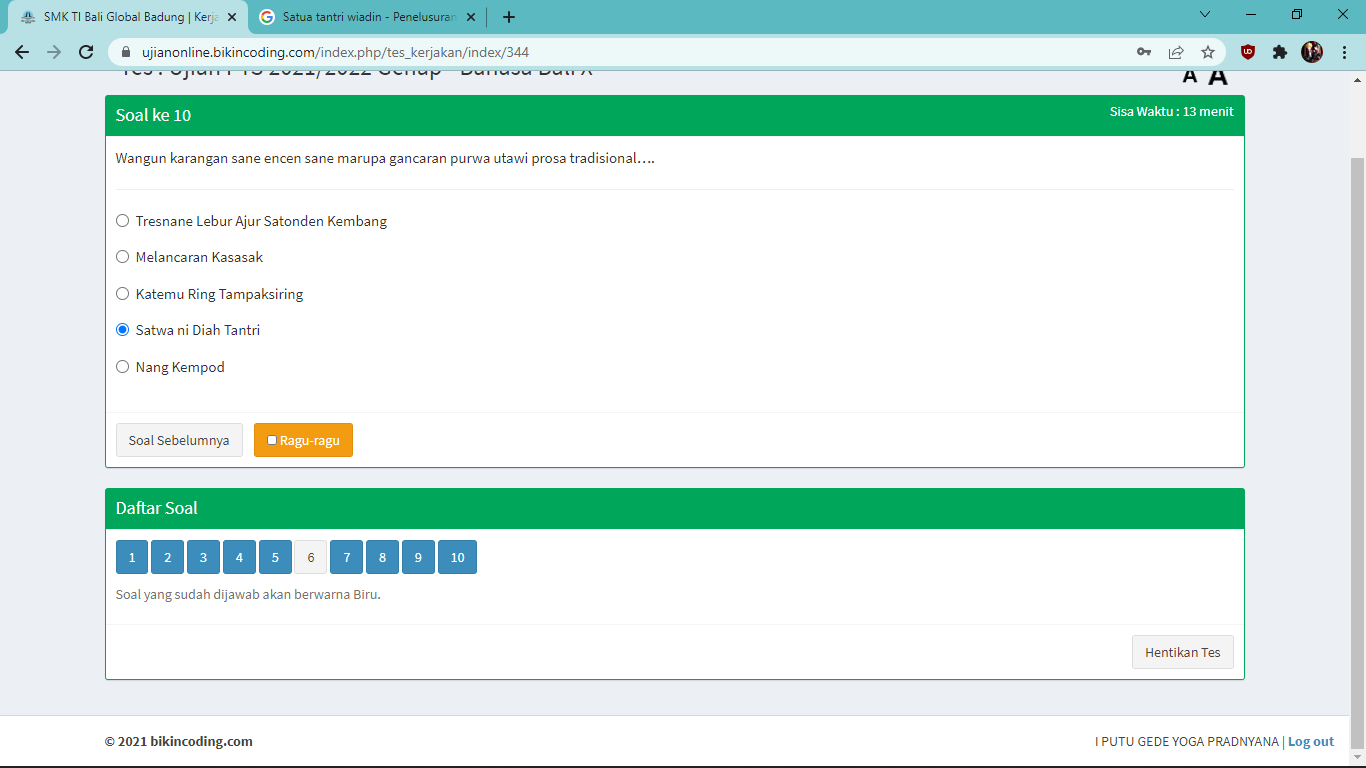 SMK TI Bali Global Badung | Kerja
Satua tantri wiadin - Penelusuran
ujianonline.bikincoding.com/index.php/tes_kerjakan/index/344
Tes : Ujian PTS 2021/2022 Genap - Bahasa Bali X
A A
Soal ke 10
Sisa Waktu : 13 menit
Wangun karangan sane encen sane marupa gancaran purwa utawi prosa tradisional....
Tresnane Lebur Ajur Satonden Kembang
Melancaran Kasasak
Katemu Ring Tampaksiring
Satwa ni Diah Tantri
Nang Kempod
Soal Sebelumnya
Ragu-ragu
Daftar Soal
1 2 3 4 5 6 7 8 9 10
Soal yang sudah dijawab akan berwarna Biru.
Hentikan Tes
© 2021 bikincoding.com
I PUTU GEDE YOGA PRADNYANA | Log out